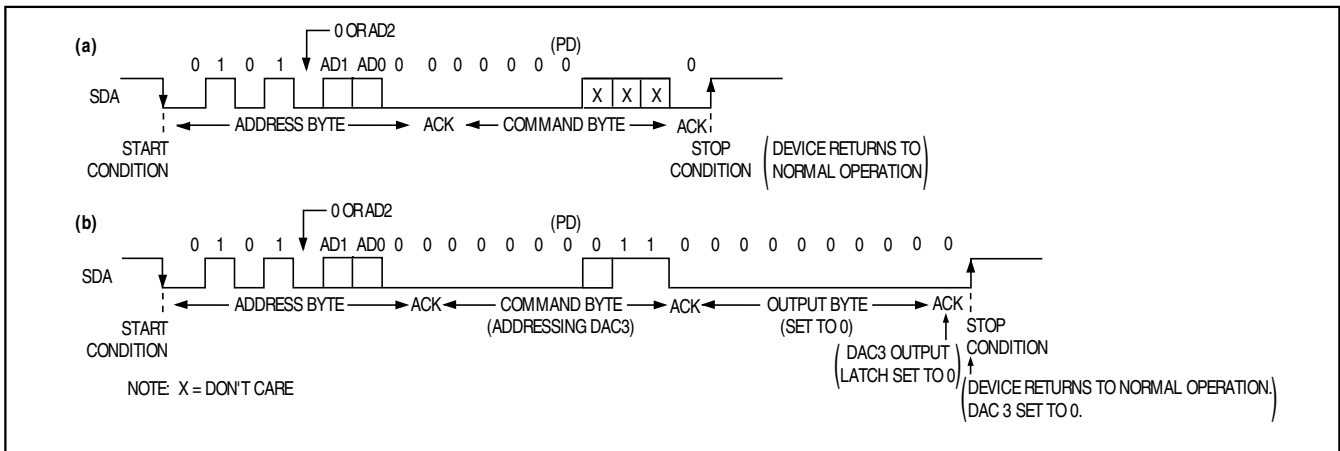 (a)
0 OR AD2
(PD)
0 1 0 1 AD1 AD0 0 0 0 0 0 0 0 0
SDA
X X X
ADDRESS BYTE ACK COMMAND BYTE ACK
START CONDITION
STOP CONDITION
(DEVICE RETURNS TO NORMAL OPERATION)
(b)
0 OR AD2
(PD)
0 1 0 1 AD1 AD0 0 0 0 0 0 0 0 0 1 1 0 0 0 0 0 0 0 0 0 0
SDA
ADDRESS BYTE ACK COMMAND BYTE ACK OUTPUT BYTE ACK
(ADDRESSING DAC3) (SET TO 0)
START CONDITION
STOP CONDITION
(DAC3 OUTPUT LATCH SET TO 0)
(DEVICE RETURNS TO NORMAL OPERATION. DAC 3 SET TO 0.)
NOTE: X = DON'T CARE